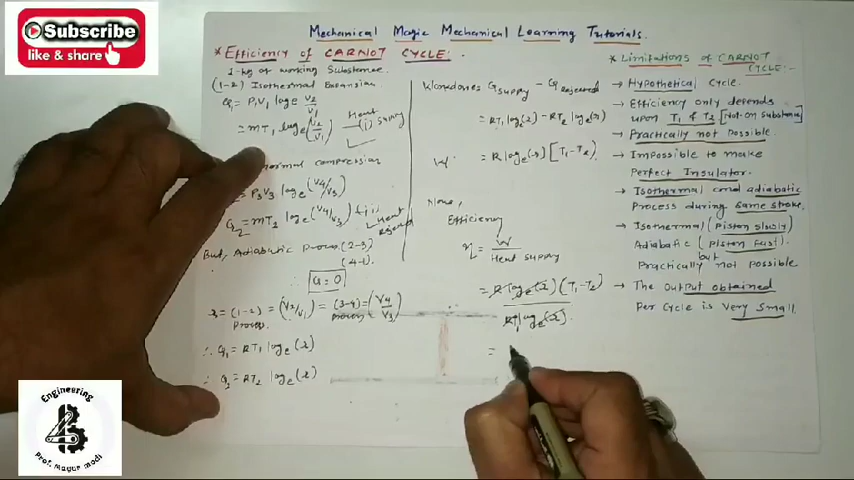 Subscribe
like & share
Mechanical Magic Mechanical Learning Tutorials.
* Efficiency of CARNOT CYCLE:-
1-kg of working Substance.
(1-2) Isothermal Expansion
Q₁ = P₁V₁ loge V₂/V₁
= mT₁ loge (V₂/V₁) — (i) Heat Supply
compression
= P₃V₃ loge (V₄/V₃)
Q₂ = mT₂ loge (V₄/V₃) (ii) Heat Rejected
But, Adiabatic Process (2-3)
(4-1).
∴ Q = 0
r = (1-2) Process = (V₂/V₁) = (3-4) Process = (V₄/V₃)
∴ Q₁ = RT₁ loge (r)
∴ Q₂ = RT₂ loge (r)
Workdone = Q supply - Q rejected
= RT₁ loge(r) - RT₂ loge(r)
W = R loge(r) [T₁-T₂]
Now,
Efficiency
η = W / Heat supply
= R loge(r) (T₁-T₂)
RT₁ loge(r).
=
* Limitations of CARNOT
CYCLE:-
→ Hypothetical Cycle.
→ Efficiency only depends
upon T₁ & T₂ [Not on Substance]
→ Practically not Possible.
→ Impossible to make
Perfect Insulator.
→ Isothermal and adiabatic
Process during same stroke.
→ Isothermal (Piston slowly)
Adiabatic (Piston Fast).
but
Practically not Possible
→ The Output obtained
Per Cycle is very Small.
Engineering
Prof. Mayur modi